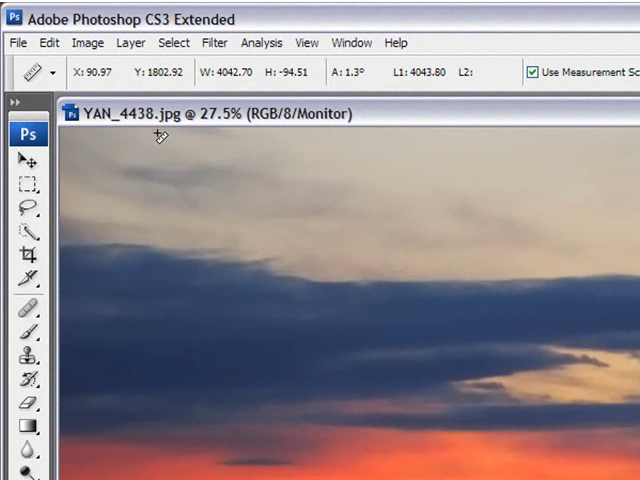 Ps Adobe Photoshop CS3 Extended
File Edit Image Layer Select Filter Analysis View Window Help
X: 90.97 Y: 1802.92 W: 4042.70 H: -94.51 A: 1.3° L1: 4043.80 L2: Use Measurement Sc
YAN_4438.jpg @ 27.5% (RGB/8/Monitor)
Ps